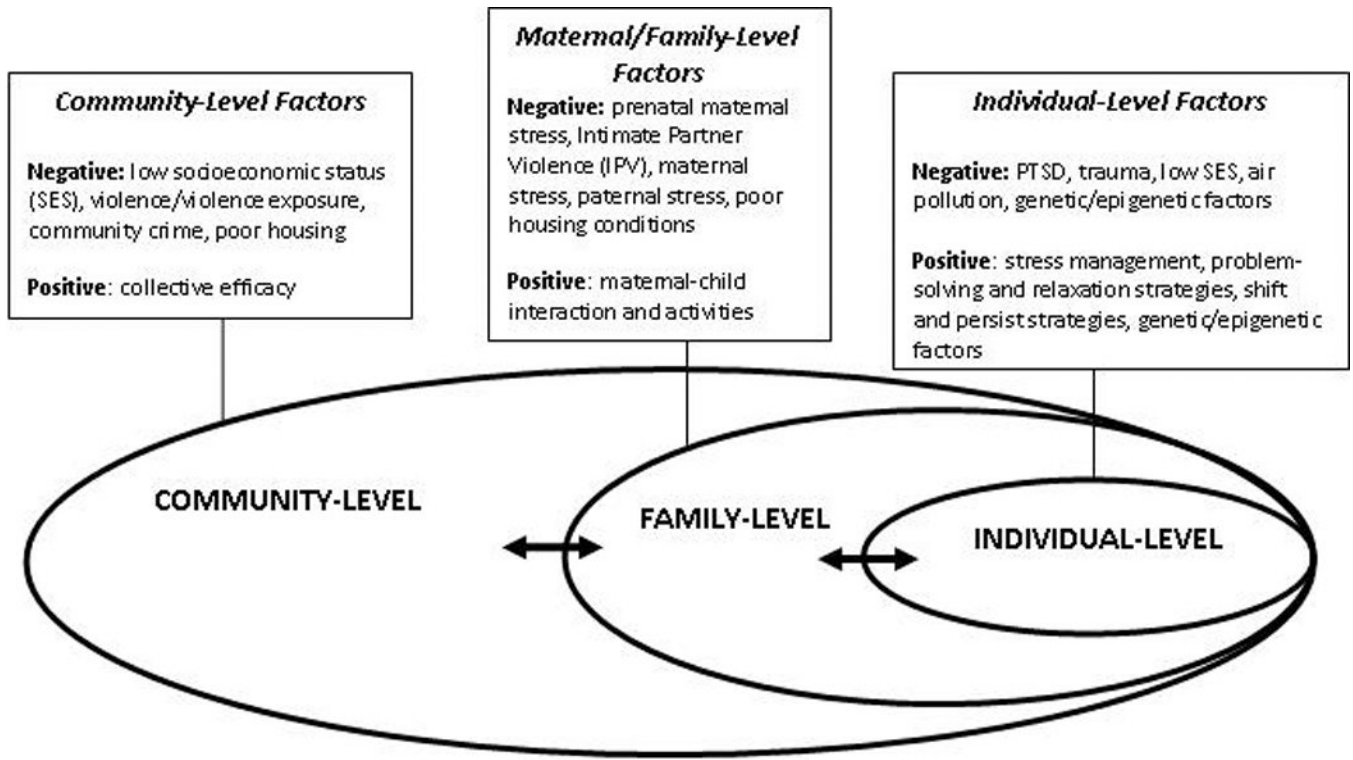 Community-Level Factors
Negative: low socioeconomic status
(SES), violence/violence exposure,
community crime, poor housing
Positive: collective efficacy
Maternal/Family-Level
Factors
Negative: prenatal maternal
stress, Intimate Partner
Violence (IPV), maternal
stress, paternal stress, poor
housing conditions
Positive: maternal-child
interaction and activities
Individual-Level Factors
Negative: PTSD, trauma, low SES, air
pollution, genetic/epigenetic factors
Positive: stress management, problem-
solving and relaxation strategies, shift
and persist strategies, genetic/epigenetic
factors
COMMUNITY-LEVEL
FAMILY-LEVEL
INDIVIDUAL-LEVEL